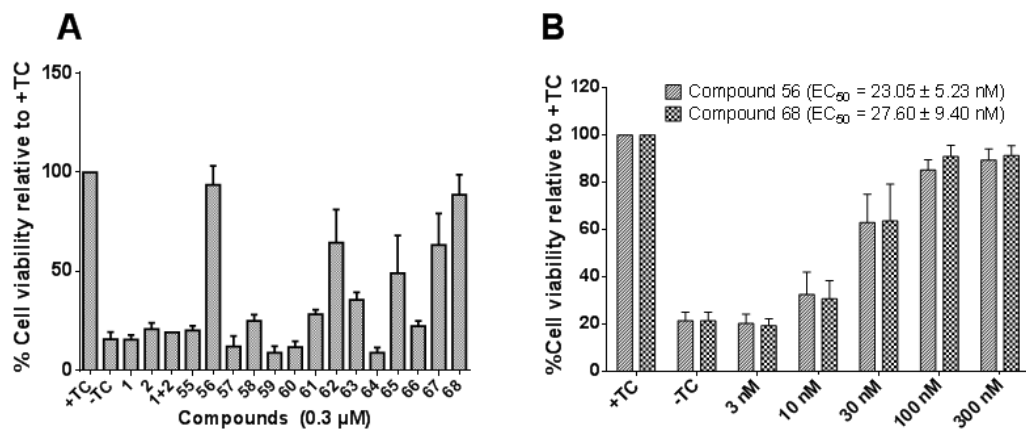 A
% Cell viability relative to +TC
150
100
50
0
+TC
-TC
1
2
1+2
55
56
57
58
59
60
61
62
63
64
65
66
67
68
Compounds (0.3 µM)
B
%Cell viability relative to +TC
120
100
80
60
40
20
0
Compound 56 (EC50 = 23.05 ± 5.23 nM)
Compound 68 (EC50 = 27.60 ± 9.40 nM)
+TC
-TC
3 nM
10 nM
30 nM
100 nM
300 nM